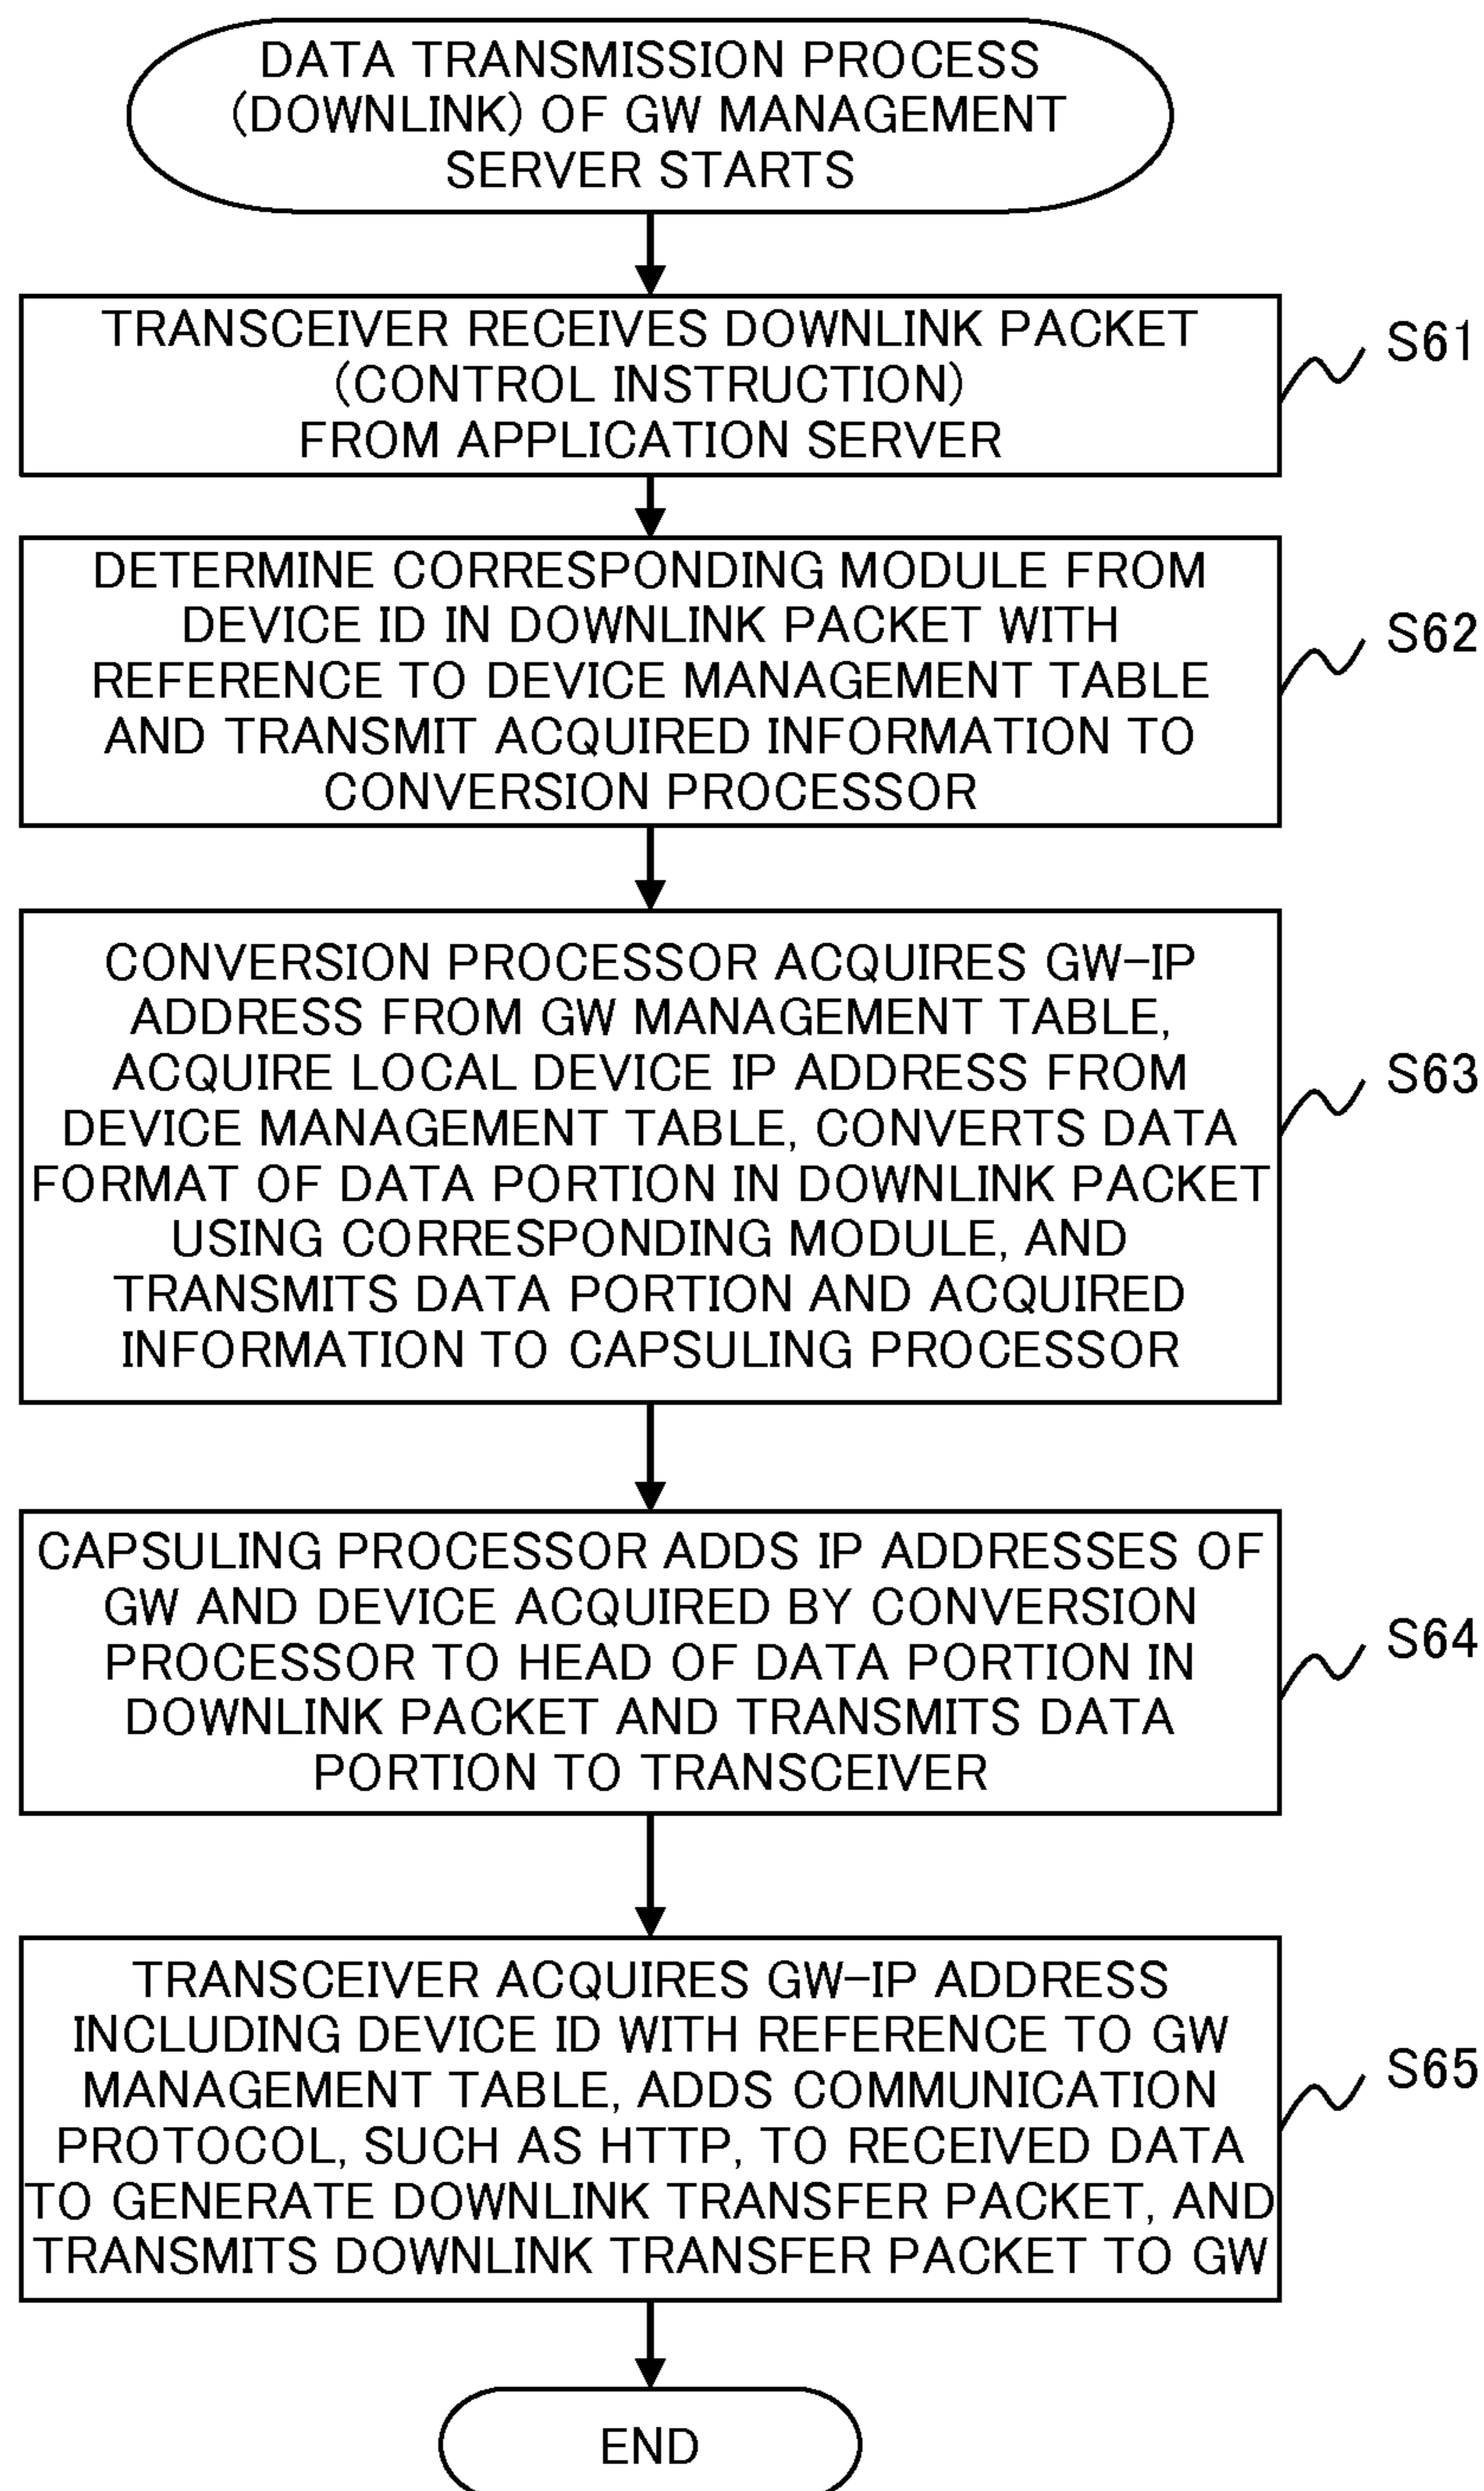 DATA TRANSMISSION PROCESS
(DOWNLINK) OF GW MANAGEMENT
SERVER STARTS
TRANSCEIVER RECEIVES DOWNLINK PACKET
(CONTROL INSTRUCTION)
FROM APPLICATION SERVER
S61
DETERMINE CORRESPONDING MODULE FROM
DEVICE ID IN DOWNLINK PACKET WITH
REFERENCE TO DEVICE MANAGEMENT TABLE
AND TRANSMIT ACQUIRED INFORMATION TO
CONVERSION PROCESSOR
S62
CONVERSION PROCESSOR ACQUIRES GW-IP
ADDRESS FROM GW MANAGEMENT TABLE,
ACQUIRE LOCAL DEVICE IP ADDRESS FROM
DEVICE MANAGEMENT TABLE, CONVERTS DATA
FORMAT OF DATA PORTION IN DOWNLINK PACKET
USING CORRESPONDING MODULE, AND
TRANSMITS DATA PORTION AND ACQUIRED
INFORMATION TO CAPSULING PROCESSOR
S63
CAPSULING PROCESSOR ADDS IP ADDRESSES OF
GW AND DEVICE ACQUIRED BY CONVERSION
PROCESSOR TO HEAD OF DATA PORTION IN
DOWNLINK PACKET AND TRANSMITS DATA
PORTION TO TRANSCEIVER
S64
TRANSCEIVER ACQUIRES GW-IP ADDRESS
INCLUDING DEVICE ID WITH REFERENCE TO GW
MANAGEMENT TABLE, ADDS COMMUNICATION
PROTOCOL, SUCH AS HTTP, TO RECEIVED DATA
TO GENERATE DOWNLINK TRANSFER PACKET, AND
TRANSMITS DOWNLINK TRANSFER PACKET TO GW
S65
END